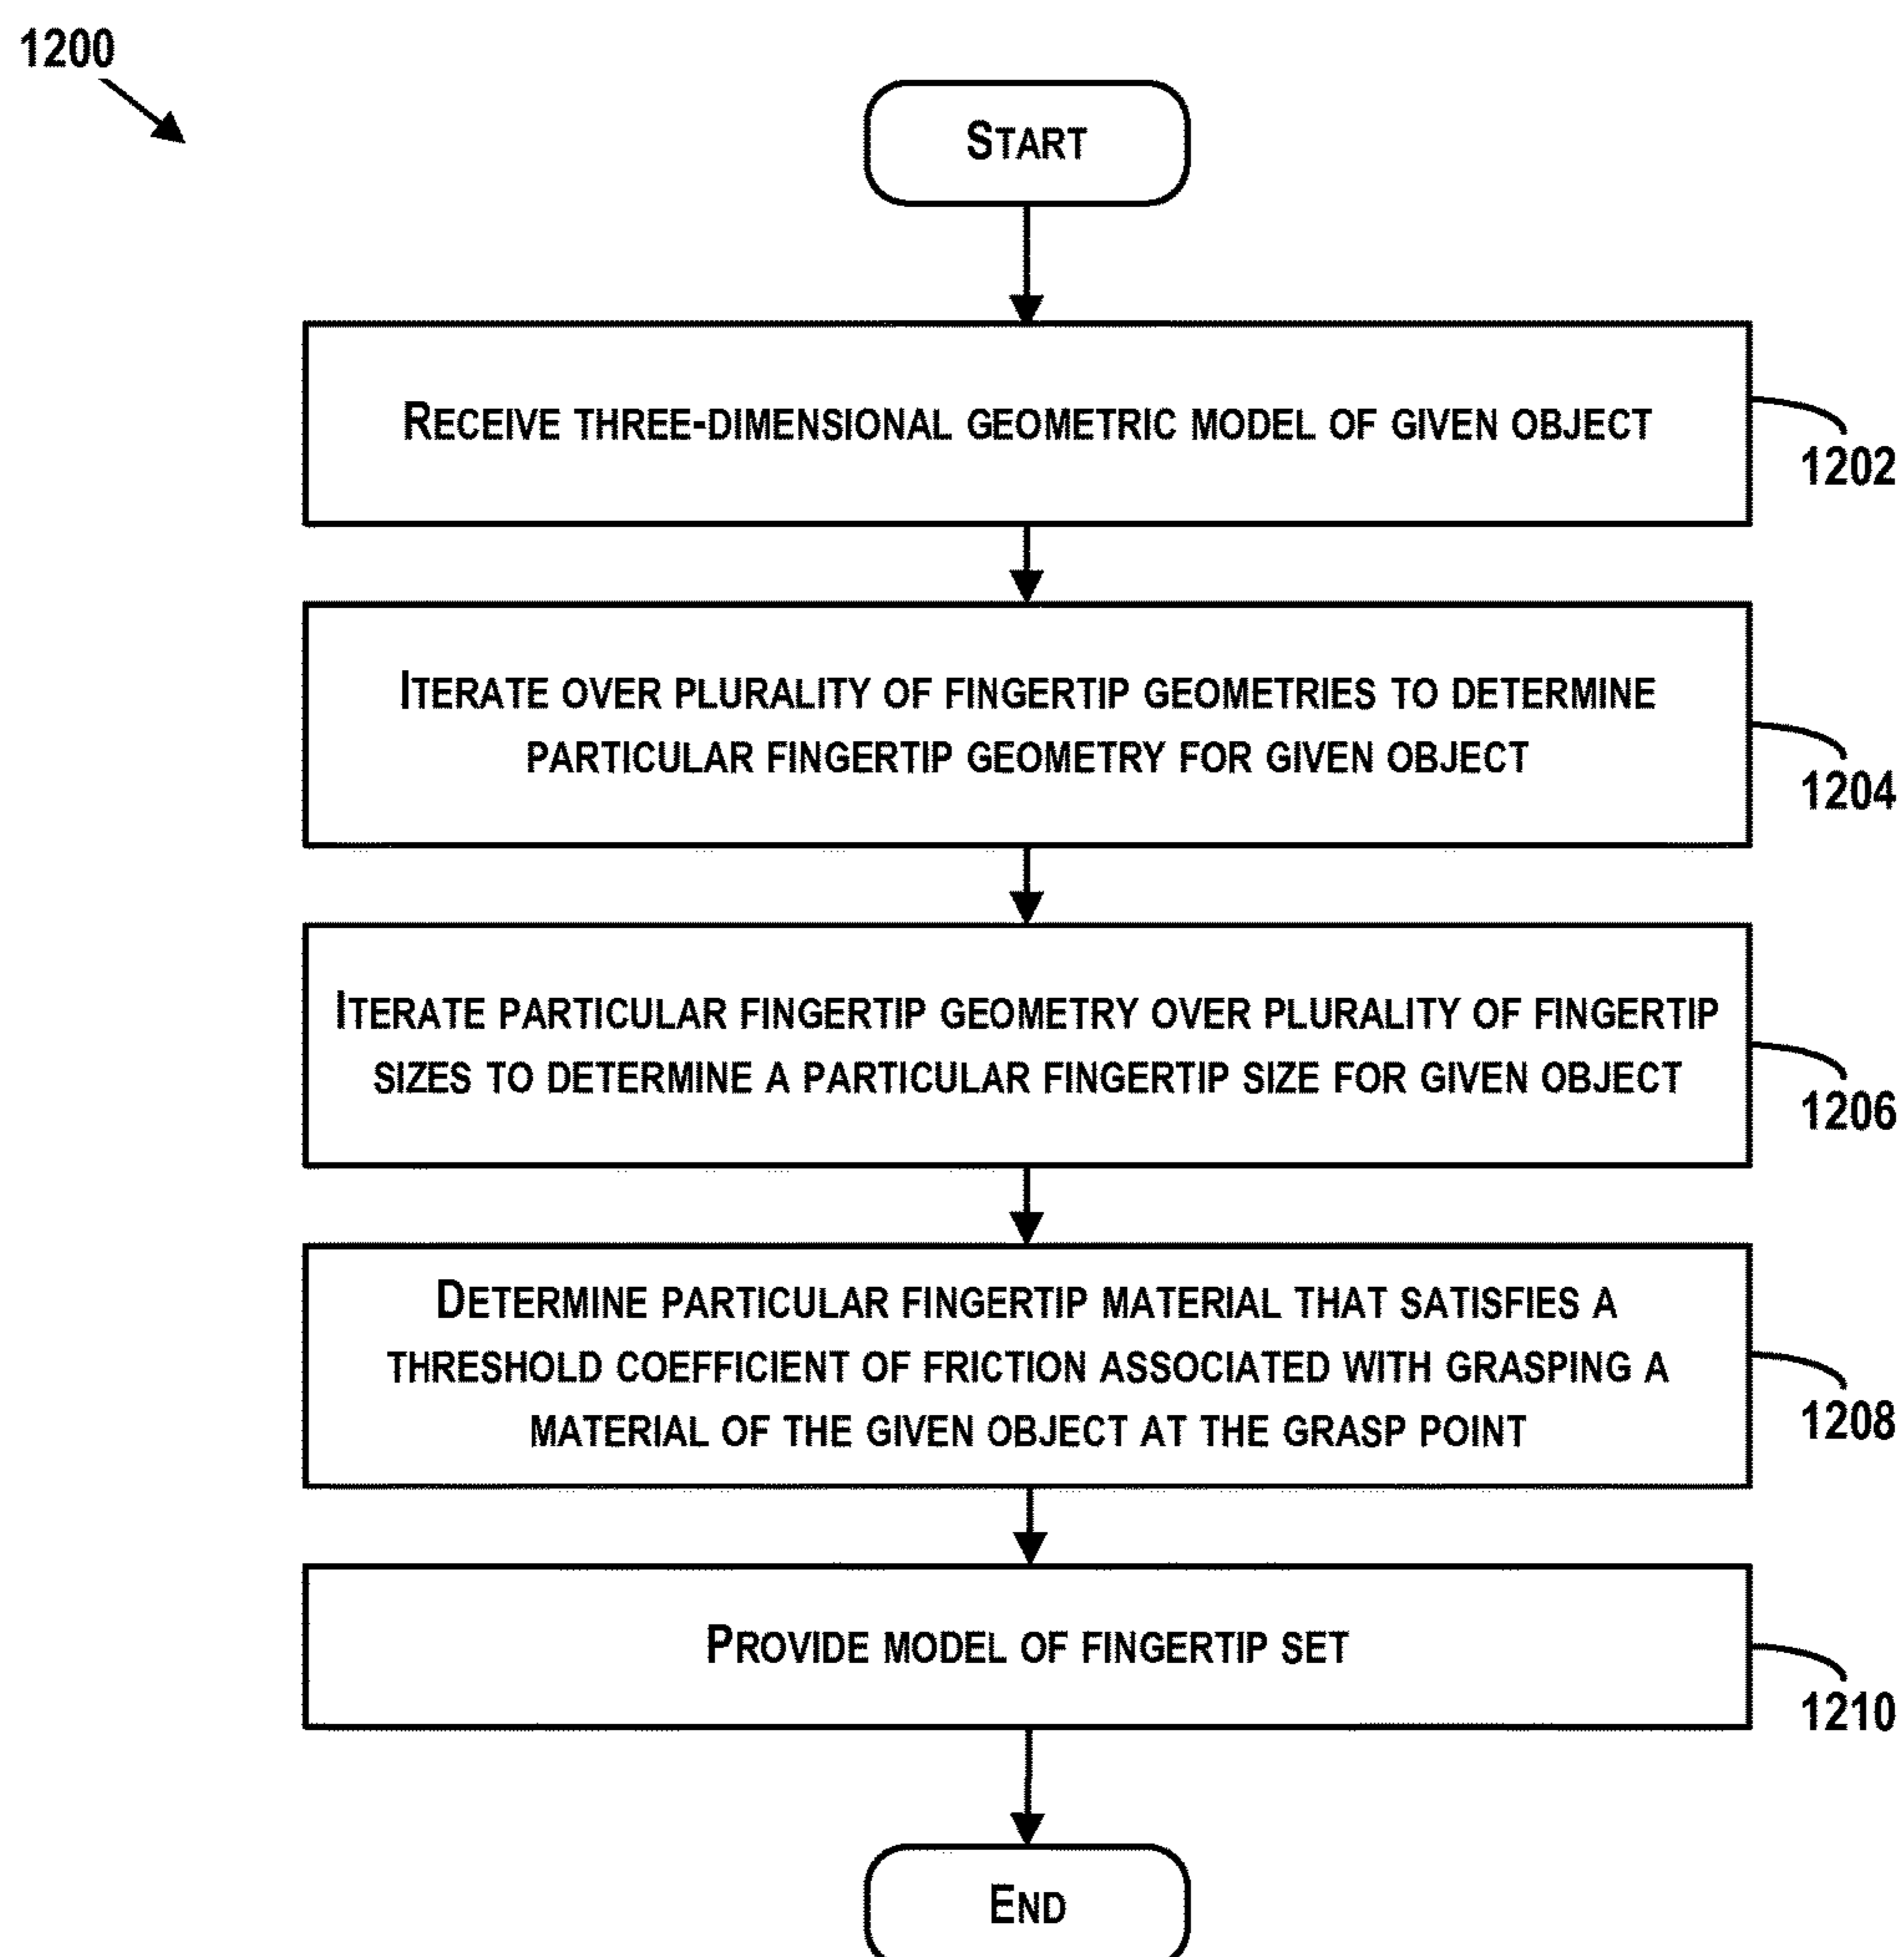 1200
START
RECEIVE THREE-DIMENSIONAL GEOMETRIC MODEL OF GIVEN OBJECT
1202
ITERATE OVER PLURALITY OF FINGERTIP GEOMETRIES TO DETERMINE
PARTICULAR FINGERTIP GEOMETRY FOR GIVEN OBJECT
1204
ITERATE PARTICULAR FINGERTIP GEOMETRY OVER PLURALITY OF FINGERTIP
SIZES TO DETERMINE A PARTICULAR FINGERTIP SIZE FOR GIVEN OBJECT
1206
DETERMINE PARTICULAR FINGERTIP MATERIAL THAT SATISFIES A
THRESHOLD COEFFICIENT OF FRICTION ASSOCIATED WITH GRASPING A
MATERIAL OF THE GIVEN OBJECT AT THE GRASP POINT
1208
PROVIDE MODEL OF FINGERTIP SET
1210
END